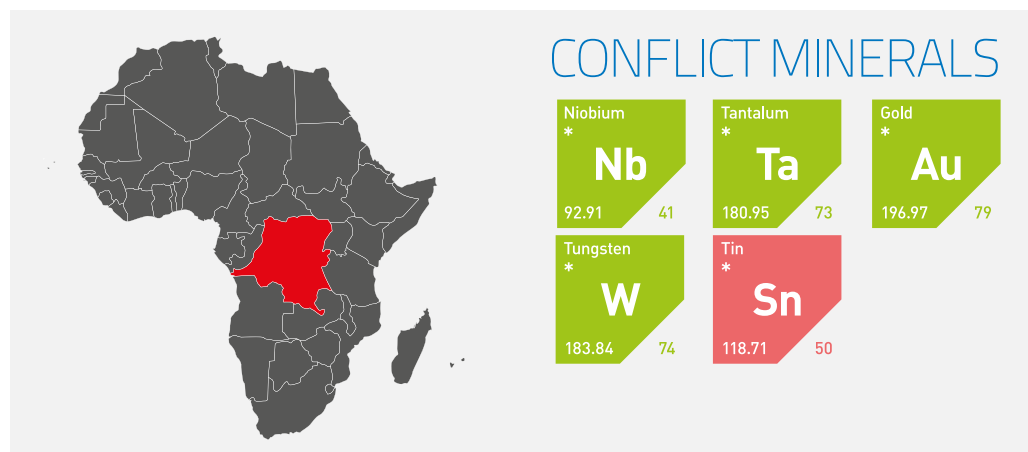 CONFLICT MINERALS
Niobium
*
Nb
92.91 41
Tantalum
*
Ta
180.95 73
Gold
*
Au
196.97 79
Tungsten
*
W
183.84 74
Tin
*
Sn
118.71 50